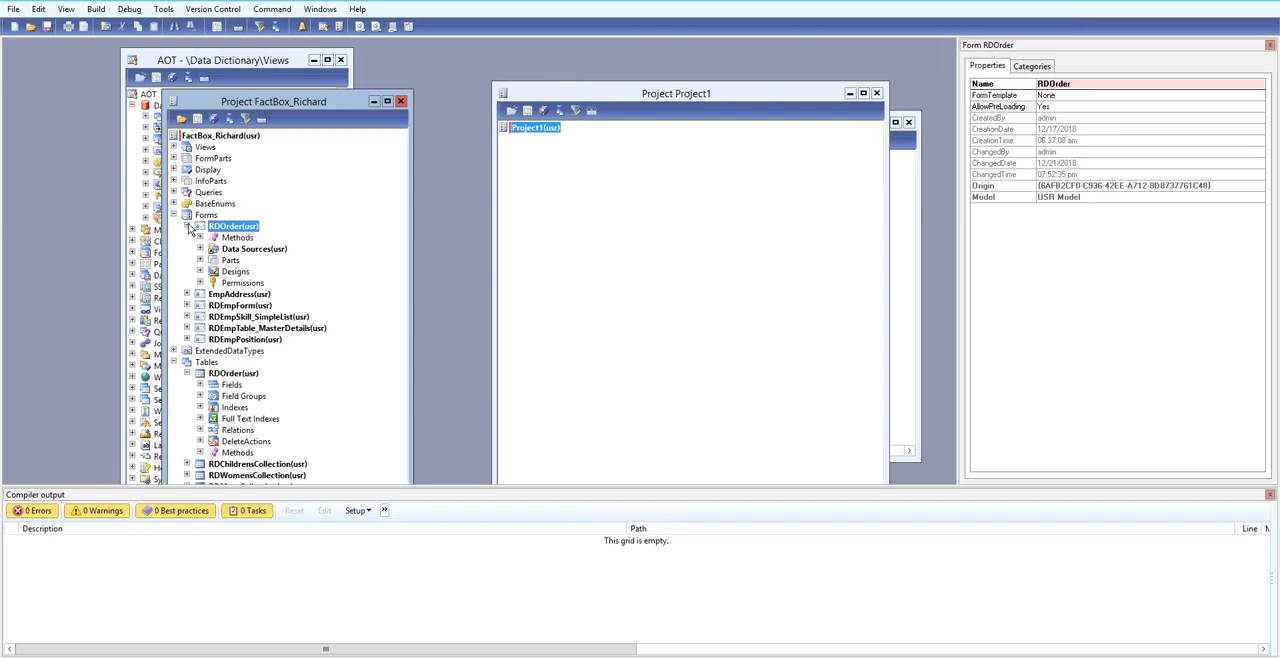 File Edit View Build Debug Tools Version Control Command Windows Help
AOT - \Data Dictionary\Views
AOT
Project FactBox_Richard
FactBox_Richard(usr)
Views
FormParts
Display
InfoParts
Queries
BaseEnums
Forms
RDOrder(usr)
Methods
Data Sources(usr)
Parts
Designs
Permissions
EmpAddress(usr)
RDEmpForm(usr)
RDEmpSkill_SimpleList(usr)
RDEmpTable_MasterDetails(usr)
RDEmpPosition(usr)
ExtendedDataTypes
Tables
RDOrder(usr)
Fields
Field Groups
Indexes
Full Text Indexes
Relations
DeleteActions
Methods
RDChildrensCollection(usr)
RDWomensCollection(usr)
Project Project1
Project1(usr)
Form RDOrder
Properties Categories
Name RDOrder
FormTemplate None
AllowPreLoading Yes
CreatedBy admin
CreationDate 12/17/2018
CreationTime 06:37:08 am
ChangedBy admin
ChangedDate 12/21/2018
ChangedTime 07:52:35 pm
Origin {6AFB2CF0-C936-42EE-A712-8D8737761C48}
Model USR Model
Compiler output
0 Errors 0 Warnings 0 Best practices 0 Tasks Reset Edit Setup
Description Path Line
This grid is empty.